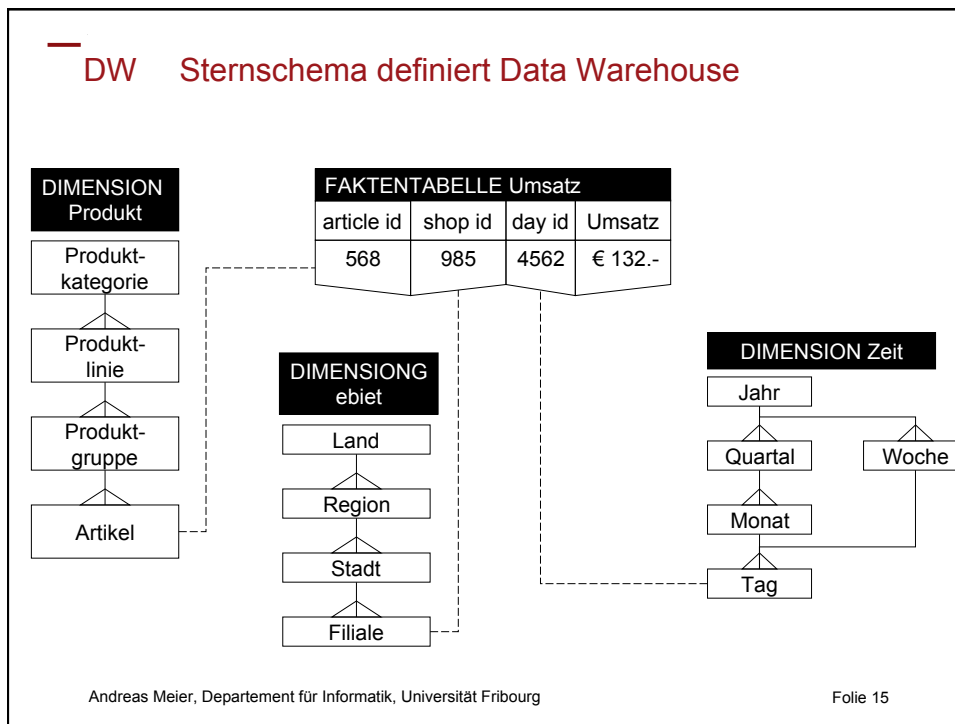 DW Sternschema definiert Data Warehouse
DIMENSION
Produkt
Produkt-
kategorie
Produkt-
linie
Produkt-
gruppe
Artikel
FAKTENTABELLE Umsatz
article id shop id day id Umsatz
568 985 4562 € 132.-
DIMENSIONG
ebiet
Land
Region
Stadt
Filiale
DIMENSION Zeit
Jahr
Quartal Woche
Monat
Tag
Andreas Meier, Departement für Informatik, Universität Fribourg Folie 15